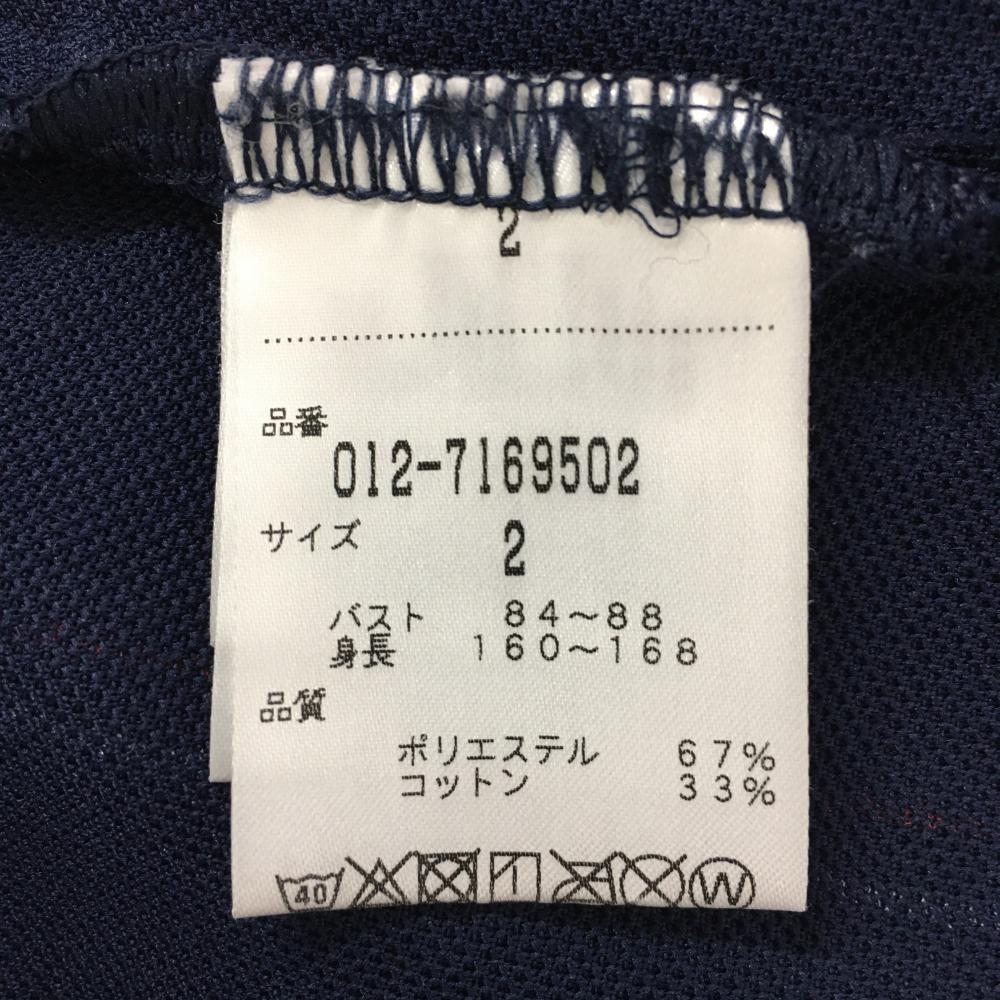 2
品番
012-7169502
サイズ 2
バスト 84~88
身長 160~168
品質
ポリエステル 67%
コットン 33%
40 W